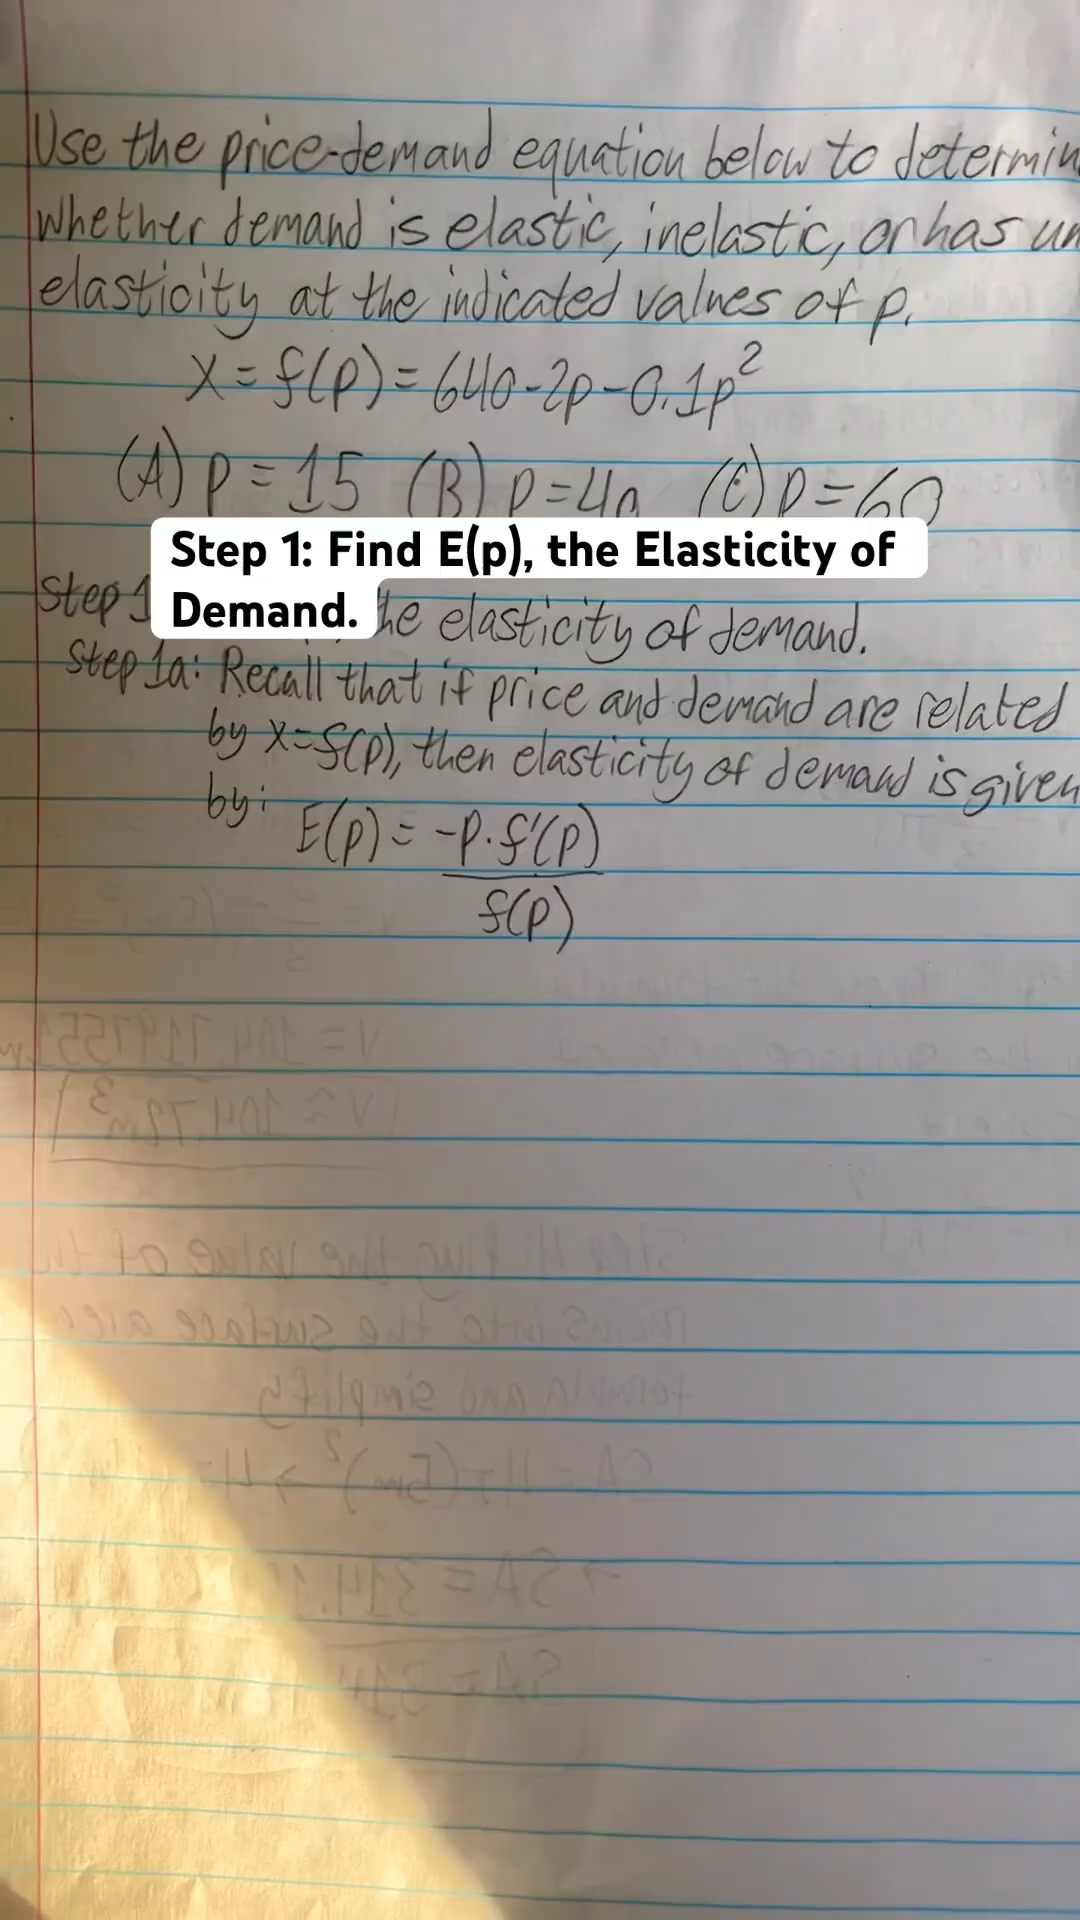 Use the price-demand equation below to determin
whether demand is elastic, inelastic, or has un
elasticity at the indicated values of p.
x = f(p) = 640-2p-0.1p²
(A) p = 15 (B) p=40 (C) p=60
Step 1: Find E(p), the Elasticity of
Demand.
Step 1 the elasticity of demand.
Step 1a: Recall that if price and demand are related
by x=f(p), then elasticity of demand is given
by: E(p) = -p·f'(p)
f(p)